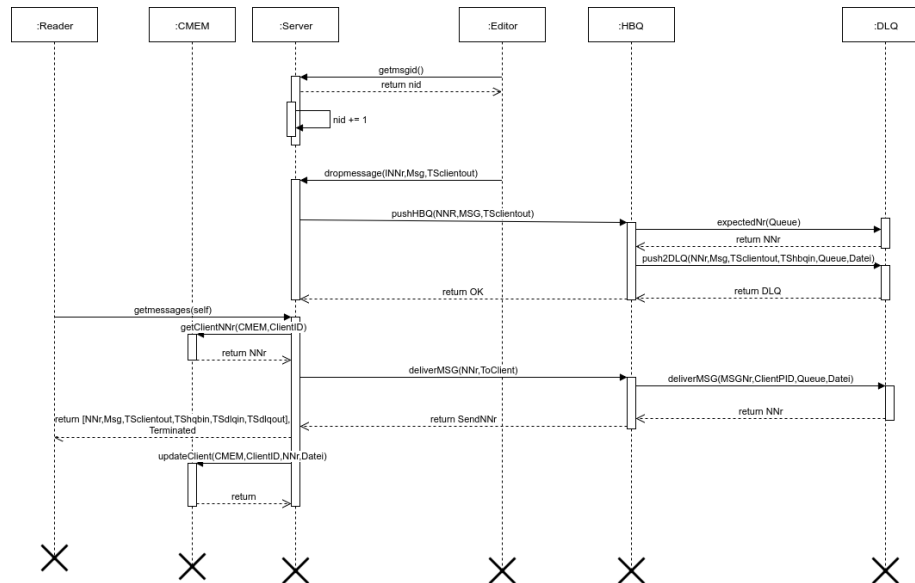 :Reader
:CMEM
:Server
:Editor
:HBQ
:DLQ
getmsgid()
return nid
nid += 1
dropmessage(INNr,Msg,TSclientout)
pushHBQ(NNR,MSG,TSclientout)
expectedNr(Queue)
return NNr
push2DLQ(NNr,Msg,TSclientout,TShbqin,Queue,Datei)
return OK
return DLQ
getmessages(self)
getClientNNr(CMEM,ClientID)
return NNr
deliverMSG(NNr,ToClient)
deliverMSG(MSGNr,ClientPID,Queue,Datei)
return NNr
return [NNr,Msg,TSclientout,TShqbin,TSdlqin,TSdlqout],
Terminated
return SendNNr
updateClient(CMEM,ClientID,NNr,Datei)
return